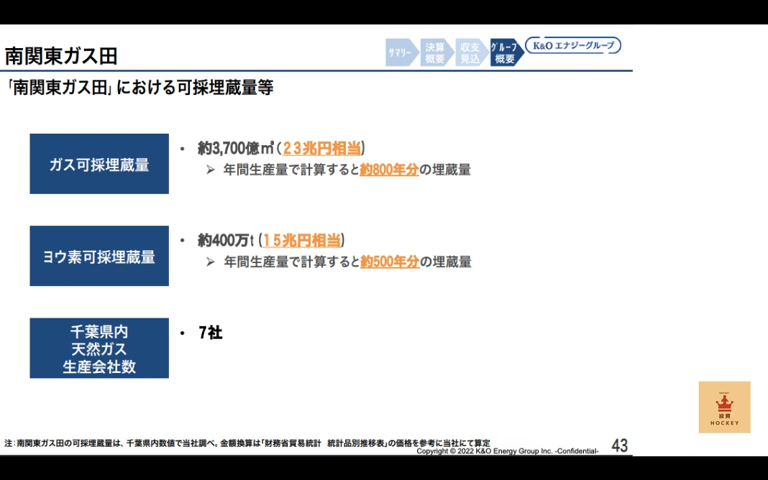 サマリー
決算
概要
収支
見込
グループ
概要
K&O エナジーグループ
南関東ガス田
「南関東ガス田」における可採埋蔵量等
ガス可採埋蔵量
・ 約3,700億㎥(23兆円相当)
➢ 年間生産量で計算すると約800年分の埋蔵量
ヨウ素可採埋蔵量
・ 約400万t(15兆円相当)
➢ 年間生産量で計算すると約500年分の埋蔵量
千葉県内
天然ガス
生産会社数
・ 7社
投資
HOCKEY
注:南関東ガス田の可採埋蔵量は、千葉県内数値で当社調べ。金額換算は「財務省貿易統計 統計品別推移表」の価格を参考に当社にて算定
Copyright © 2022 K&O Energy Group Inc. -Confidential-
43